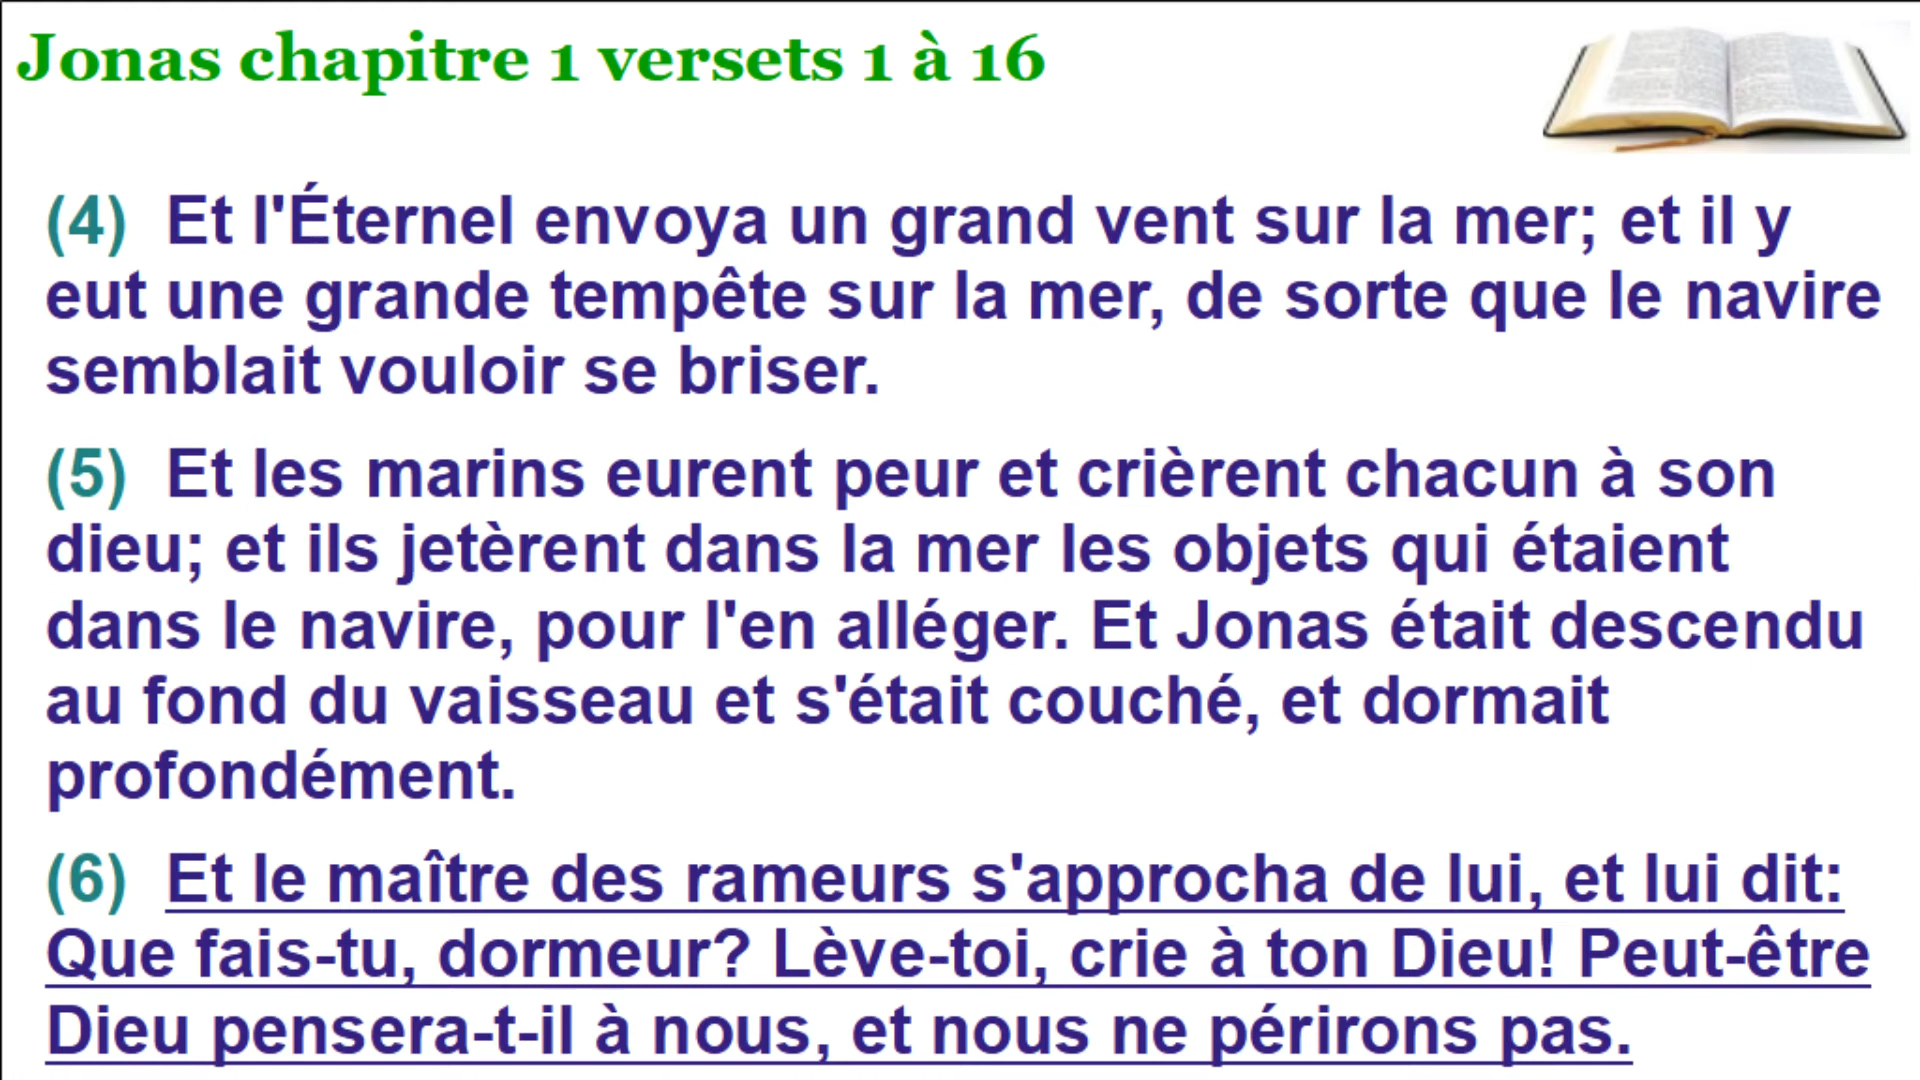 Jonas chapitre 1 versets 1 à 16
(4) Et l'Éternel envoya un grand vent sur la mer; et il y
eut une grande tempête sur la mer, de sorte que le navire
semblait vouloir se briser.
(5) Et les marins eurent peur et crièrent chacun à son
dieu; et ils jetèrent dans la mer les objets qui étaient
dans le navire, pour l'en alléger. Et Jonas était descendu
au fond du vaisseau et s'était couché, et dormait
profondément.
(6) Et le maître des rameurs s'approcha de lui, et lui dit:
Que fais-tu, dormeur? Lève-toi, crie à ton Dieu! Peut-être
Dieu pensera-t-il à nous, et nous ne périrons pas.